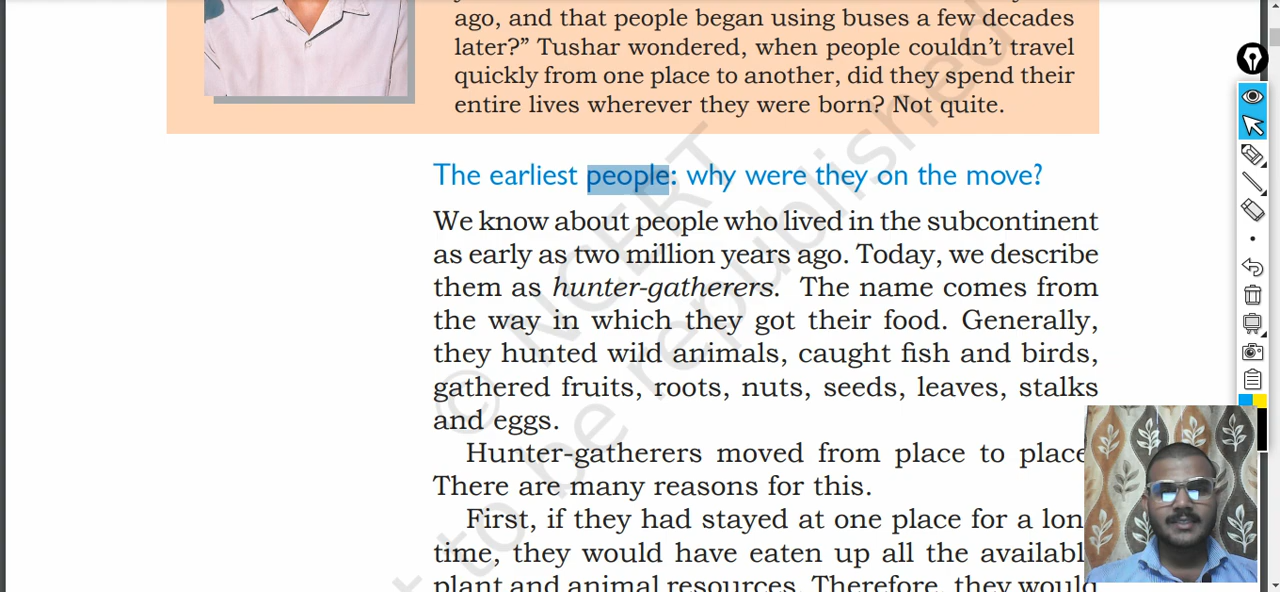 ago, and that people began using buses a few decades
later?” Tushar wondered, when people couldn’t travel
quickly from one place to another, did they spend their
entire lives wherever they were born? Not quite.
The earliest people: why were they on the move?
We know about people who lived in the subcontinent
as early as two million years ago. Today, we describe
them as hunter-gatherers. The name comes from
the way in which they got their food. Generally,
they hunted wild animals, caught fish and birds,
gathered fruits, roots, nuts, seeds, leaves, stalks
and eggs.
Hunter-gatherers moved from place to place
There are many reasons for this.
First, if they had stayed at one place for a lon
time, they would have eaten up all the availabl
plant and animal resources. Therefore, they would
© NCERT
not to be republished